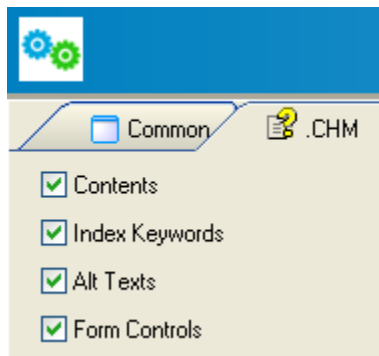 Common .CHM
Contents
Index Keywords
Alt Texts
Form Controls